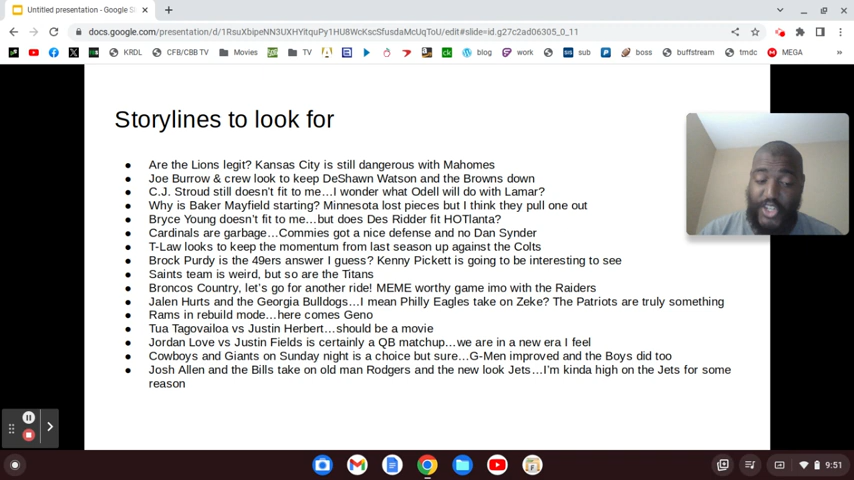 Untitled presentation - Google S
docs.google.com/presentation/d/1RsuXbipeNN3UXHYitquPy1HU8WcKscSfusdaMcUqToU/edit#slide=id.g27c2ad06305_0_11
KRDL
CFB/CBB TV
Movies
TV
blog
work
sub
boss
buffstream
tmdc
MEGA
Storylines to look for
● Are the Lions legit? Kansas City is still dangerous with Mahomes
● Joe Burrow & crew look to keep DeShawn Watson and the Browns down
● C.J. Stroud still doesn't fit to me…I wonder what Odell will do with Lamar?
● Why is Baker Mayfield starting? Minnesota lost pieces but I think they pull one out
● Bryce Young doesn't fit to me…but does Des Ridder fit HOTlanta?
● Cardinals are garbage…Commies got a nice defense and no Dan Synder
● T-Law looks to keep the momentum from last season up against the Colts
● Brock Purdy is the 49ers answer I guess? Kenny Pickett is going to be interesting to see
● Saints team is weird, but so are the Titans
● Broncos Country, let's go for another ride! MEME worthy game imo with the Raiders
● Jalen Hurts and the Georgia Bulldogs…I mean Philly Eagles take on Zeke? The Patriots are truly something
● Rams in rebuild mode…here comes Geno
● Tua Tagovailoa vs Justin Herbert…should be a movie
● Jordan Love vs Justin Fields is certainly a QB matchup…we are in a new era I feel
● Cowboys and Giants on Sunday night is a choice but sure…G-Men improved and the Boys did too
● Josh Allen and the Bills take on old man Rodgers and the new look Jets…I'm kinda high on the Jets for some
reason
9:51